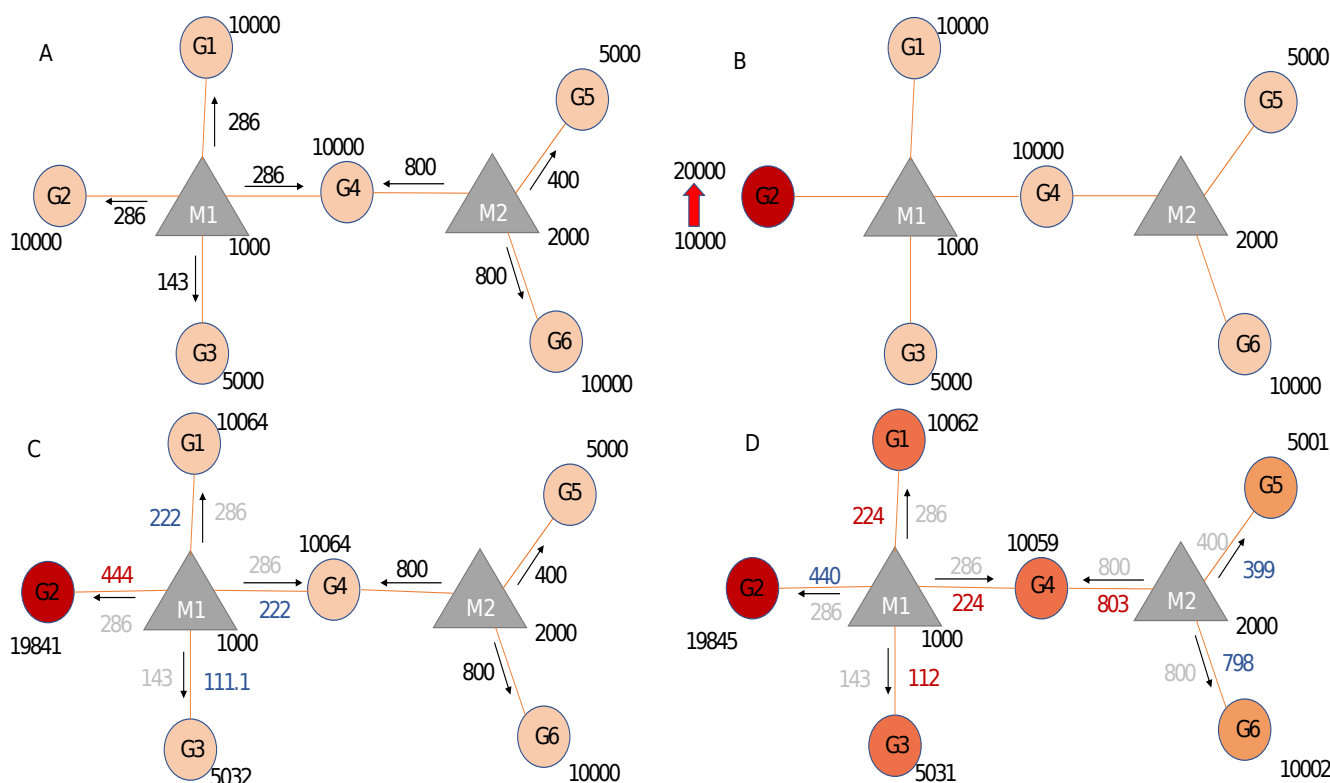 A
10000
G1
5000
G5
286
10000
286
800
G4
400
G2
286
M1
M2
10000
1000
2000
143
800
G3
G6
5000
10000
B
10000
G1
5000
G5
20000
10000
G2
G4
M1
M2
10000
1000
2000
G3
G6
5000
10000
C
10064
G1
5000
G5
222
286
10064
286
800
444
G4
400
G2
286
M1
222
M2
19841
1000
2000
143
111.1
800
G3
G6
5032
10000
D
10062
G1
5001
G5
224
286
10059
400
286
800
440
G4
399
G2
286
M1
224
803
M2
19845
1000
2000
143
112
800
798
G3
G6
5031
10002